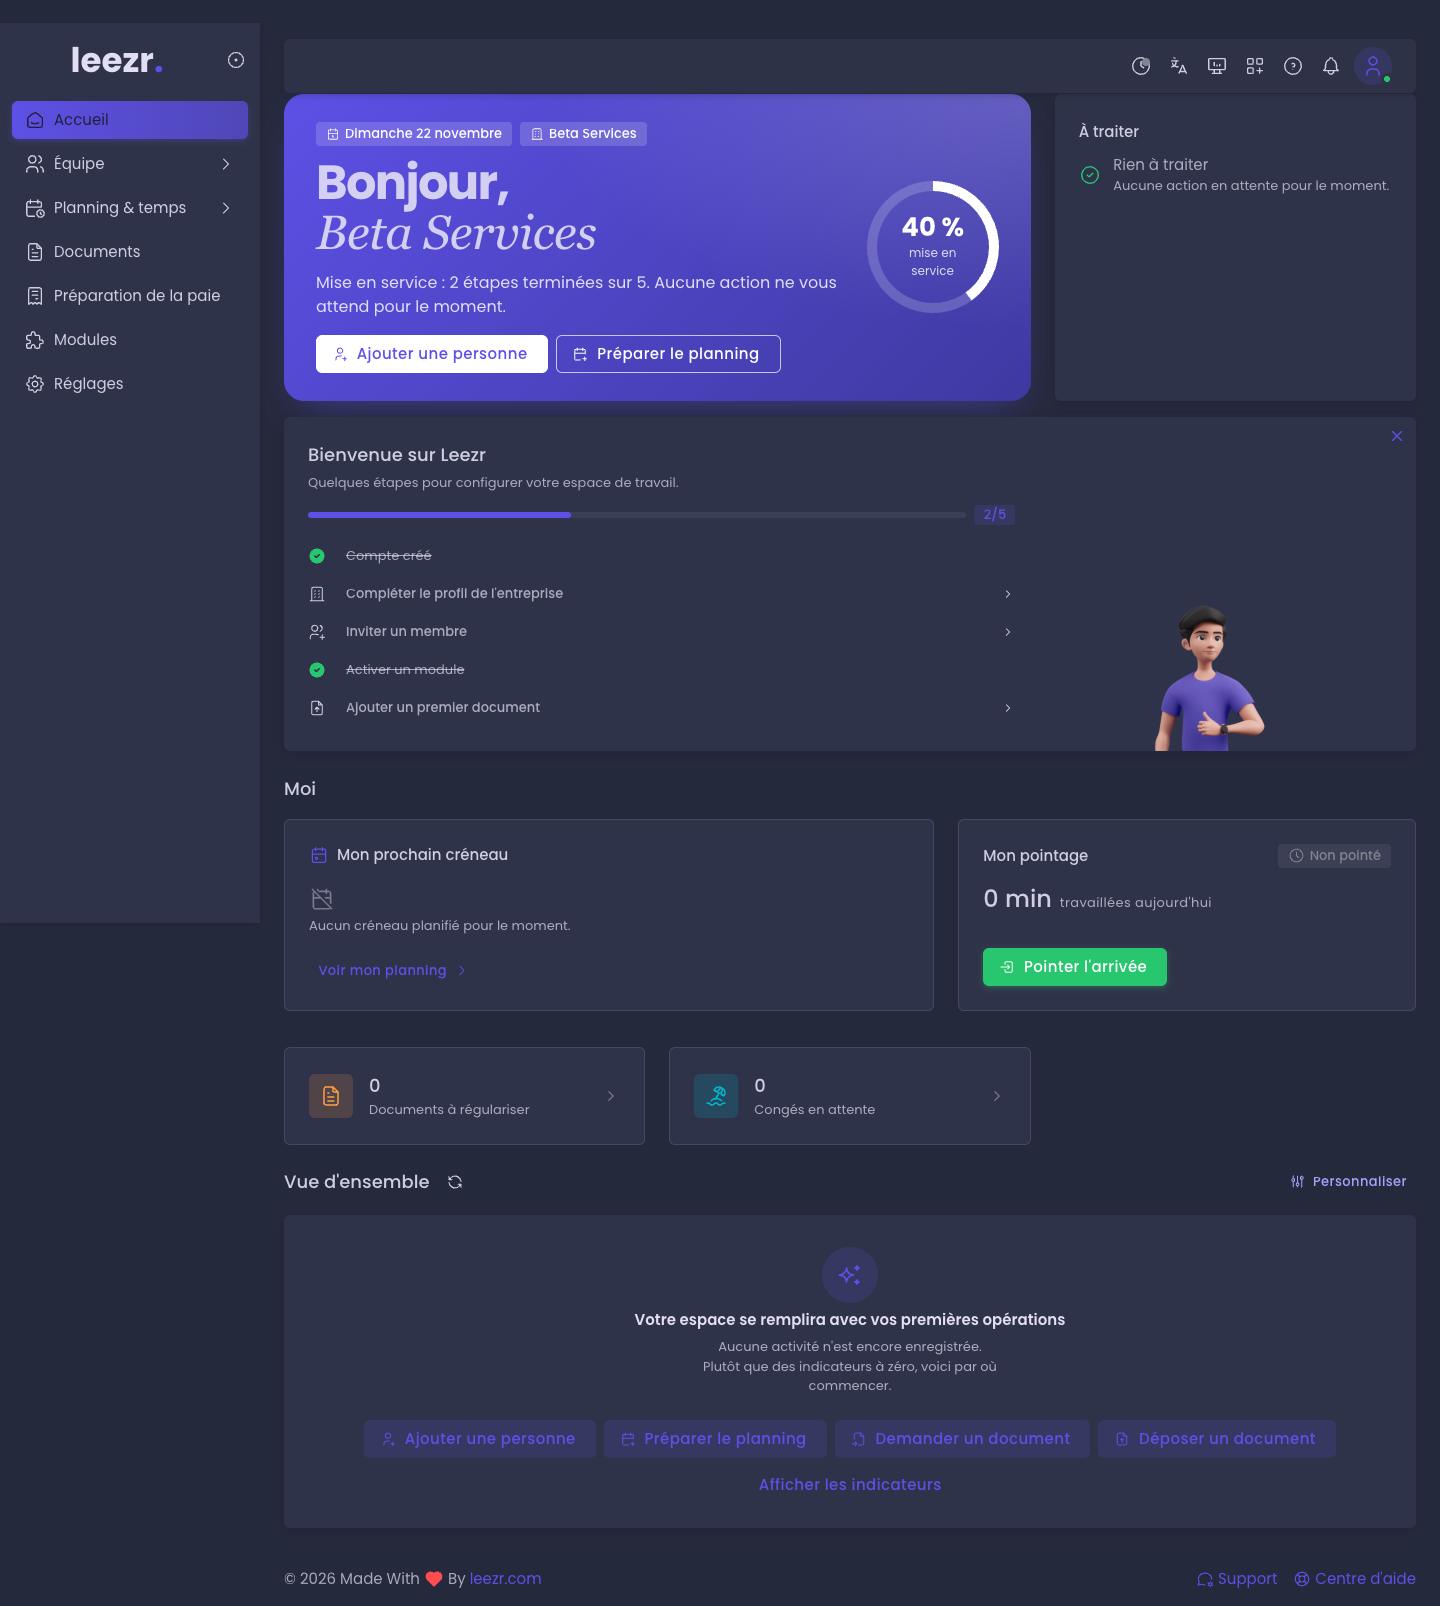 leezr.
Accueil
Équipe
Planning & temps
Documents
Préparation de la paie
Modules
Réglages
Dimanche 22 novembre
Beta Services
Bonjour,
Beta Services
Mise en service : 2 étapes terminées sur 5. Aucune action ne vous
attend pour le moment.
Ajouter une personne
Préparer le planning
40 %
mise en
service
À traiter
Rien à traiter
Aucune action en attente pour le moment.
Bienvenue sur Leezr
Quelques étapes pour configurer votre espace de travail.
2/5
Compte créé
Compléter le profil de l'entreprise
Inviter un membre
Activer un module
Ajouter un premier document
Moi
Mon prochain créneau
Aucun créneau planifié pour le moment.
Voir mon planning
Mon pointage
Non pointé
0 min travaillées aujourd'hui
Pointer l'arrivée
0
Documents à régulariser
0
Congés en attente
Vue d'ensemble
Personnaliser
Votre espace se remplira avec vos premières opérations
Aucune activité n'est encore enregistrée.
Plutôt que des indicateurs à zéro, voici par où
commencer.
Ajouter une personne
Préparer le planning
Demander un document
Déposer un document
Afficher les indicateurs
© 2026 Made With By leezr.com
Support
Centre d'aide